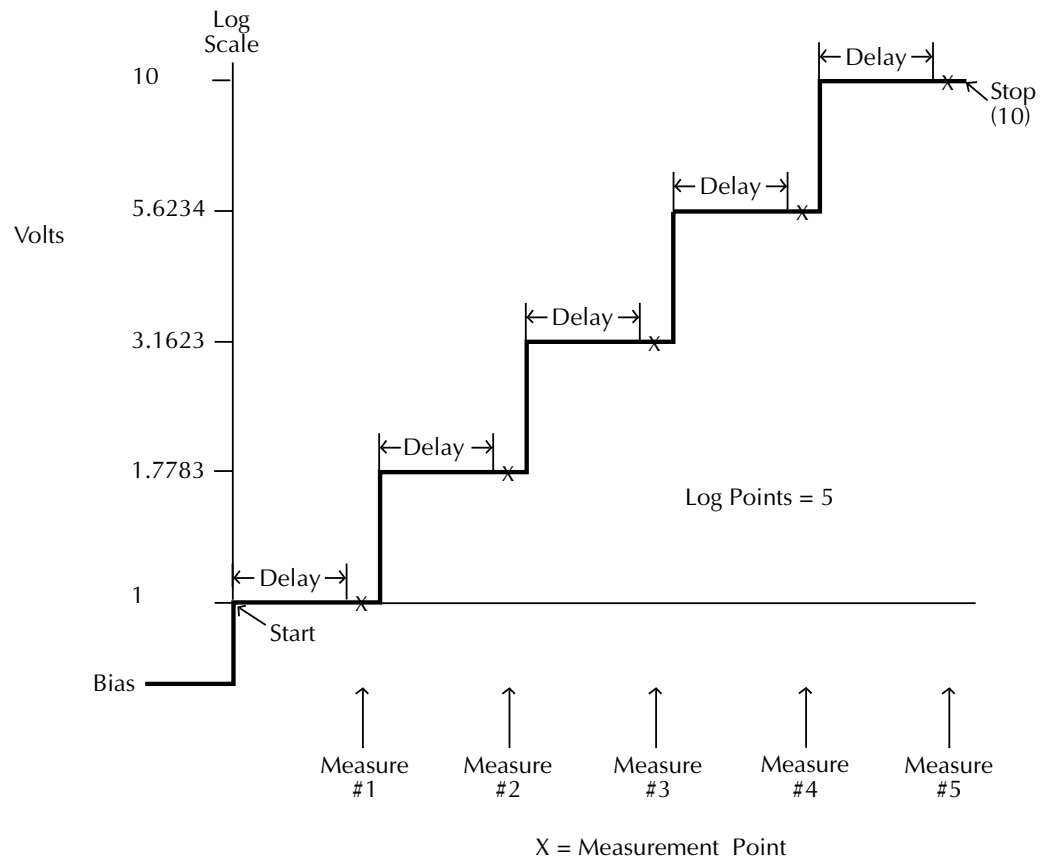 Log
Scale
10
Delay
Stop
(10)
Delay
5.6234
Volts
Delay
3.1623
Delay
1.7783
Log Points = 5
Delay
1
Start
Bias
X
X
X
X
X
Measure
#1
Measure
#2
Measure
#3
Measure
#4
Measure
#5
X = Measurement Point